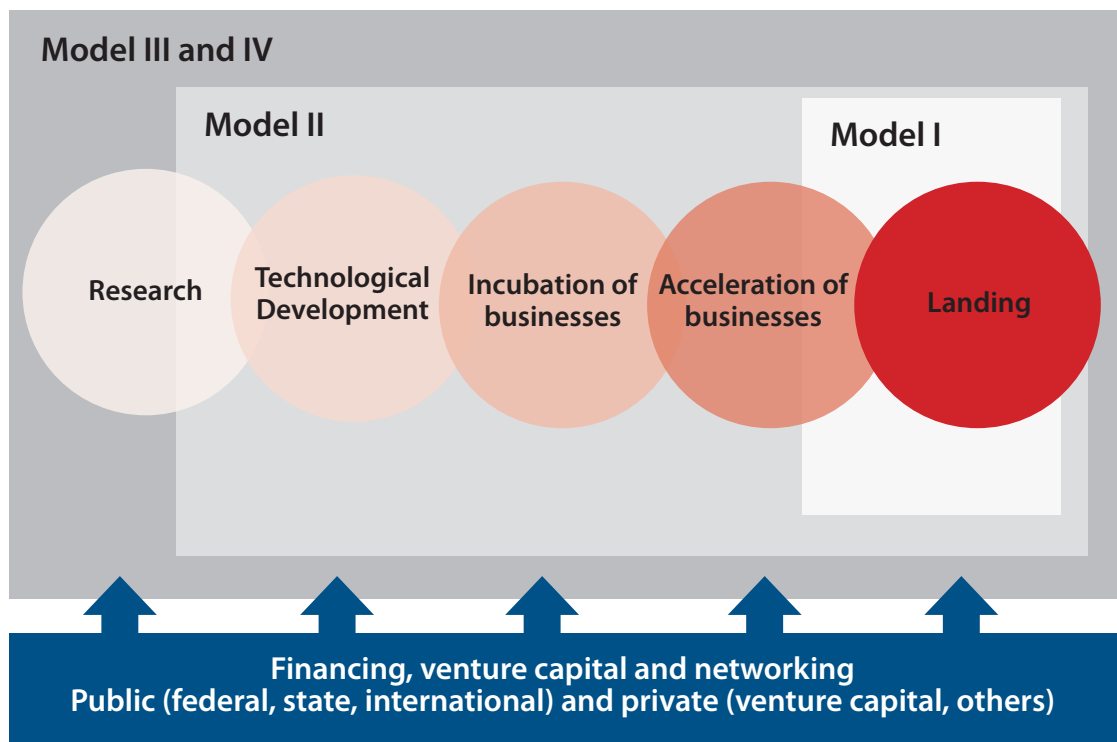 Model III and IV
Model II
Model I
Research
Technological
Development
Incubation of
businesses
Acceleration of
businesses
Landing
Financing, venture capital and networking
Public (federal, state, international) and private (venture capital, others)